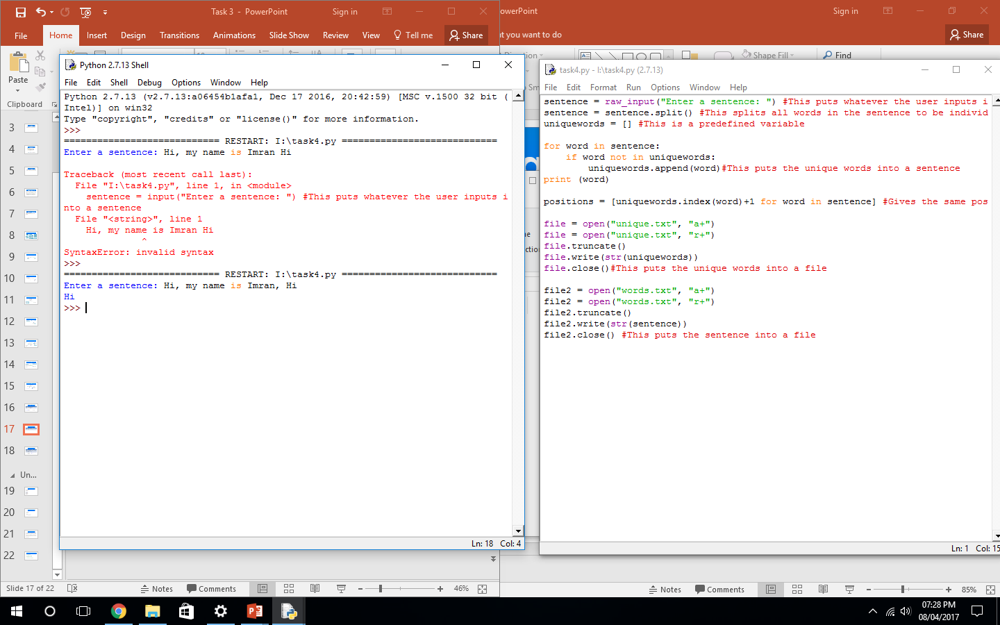 Task 3 - PowerPoint
Sign in
File
Home
Insert
Design
Transitions
Animations
Slide Show
Review
View
Tell me
Share
Paste
Clipboard
3
4
5
6
7
8
9
10
11
12
13
14
15
16
17
18
Un...
19
20
21
22
Slide 17 of 22
Notes
Comments
46%
Python 2.7.13 Shell
File Edit Shell Debug Options Window Help
Python 2.7.13 (v2.7.13:a06454b1afa1, Dec 17 2016, 20:42:59) [MSC v.1500 32 bit (
Intel)] on win32
Type "copyright", "credits" or "license()" for more information.
>>>
============================ RESTART: I:\task4.py ============================
Enter a sentence: Hi, my name is Imran Hi
Traceback (most recent call last):
File "I:\task4.py", line 1, in <module>
sentence = input("Enter a sentence: ") #This puts whatever the user inputs i
nto a sentence
File "<string>", line 1
Hi, my name is Imran Hi
^
SyntaxError: invalid syntax
>>>
============================ RESTART: I:\task4.py ============================
Enter a sentence: Hi, my name is Imran, Hi
Hi
>>>
Ln: 18 Col: 4
owerPoint
Sign in
t you want to do
Share
Shape Fill
Find
task4.py - I:\task4.py (2.7.13)
File Edit Format Run Options Window Help
sentence = raw_input("Enter a sentence: ") #This puts whatever the user inputs i
sentence = sentence.split() #This splits all words in the sentence to be individ
uniquewords = [] #This is a predefined variable
for word in sentence:
if word not in uniquewords:
uniquewords.append(word)#This puts the unique words into a sentence
print (word)
positions = [uniquewords.index(word)+1 for word in sentence] #Gives the same pos
file = open("unique.txt", "a+")
file = open("unique.txt", "r+")
file.truncate()
file.write(str(uniquewords))
file.close()#This puts the unique words into a file
file2 = open("words.txt", "a+")
file2 = open("words.txt", "r+")
file2.truncate()
file2.write(str(sentence))
file2.close() #This puts the sentence into a file
Ln: 1 Col: 15
Notes
Comments
85%
07:28 PM
08/04/2017